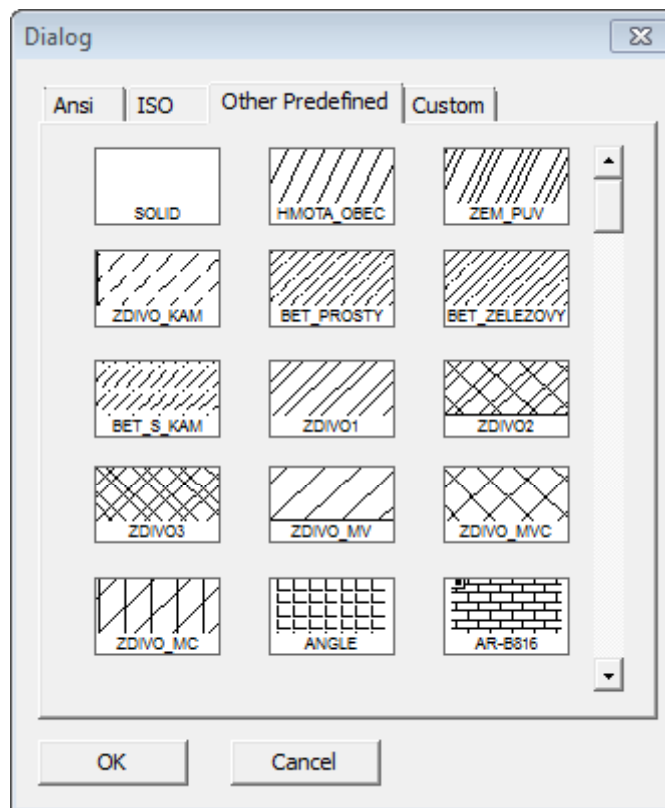 Dialog
Ansi ISO Other Predefined Custom
SOLID HMOTA_OBEC ZEM_PUV
ZDIVO_KAM BET_PROSTY BET_ZELEZOVY
BET_S_KAM ZDIVO1 ZDIVO2
ZDIVO3 ZDIVO_MV ZDIVO_MVC
ZDIVO_MC ANGLE AR-B816
OK Cancel